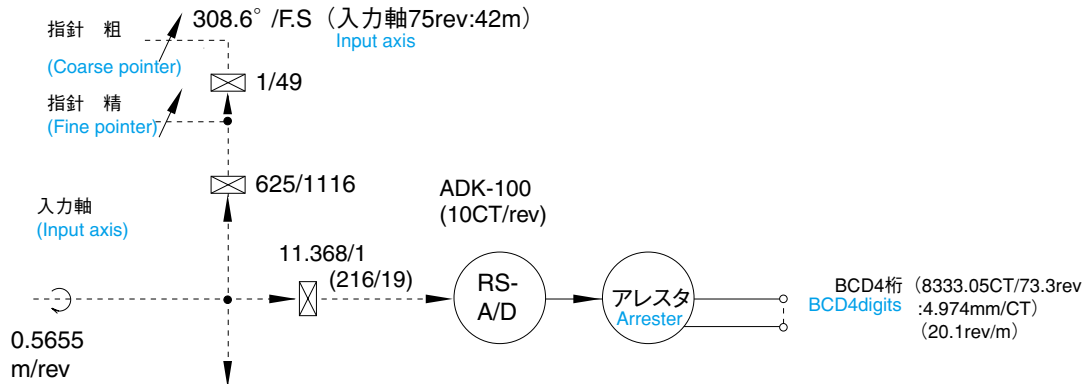 指針 粗
(Coarse pointer)
308.6° /F.S（入力軸75rev:42m）
Input axis
1/49
指針 精
(Fine pointer)
625/1116
ADK-100
(10CT/rev)
入力軸
(Input axis)
11.368/1
(216/19)
RS-
A/D
アレスタ
Arrester
BCD4桁（8333.05CT/73.3rev
BCD4digits :4.974mm/CT）
（20.1rev/m）
0.5655
m/rev